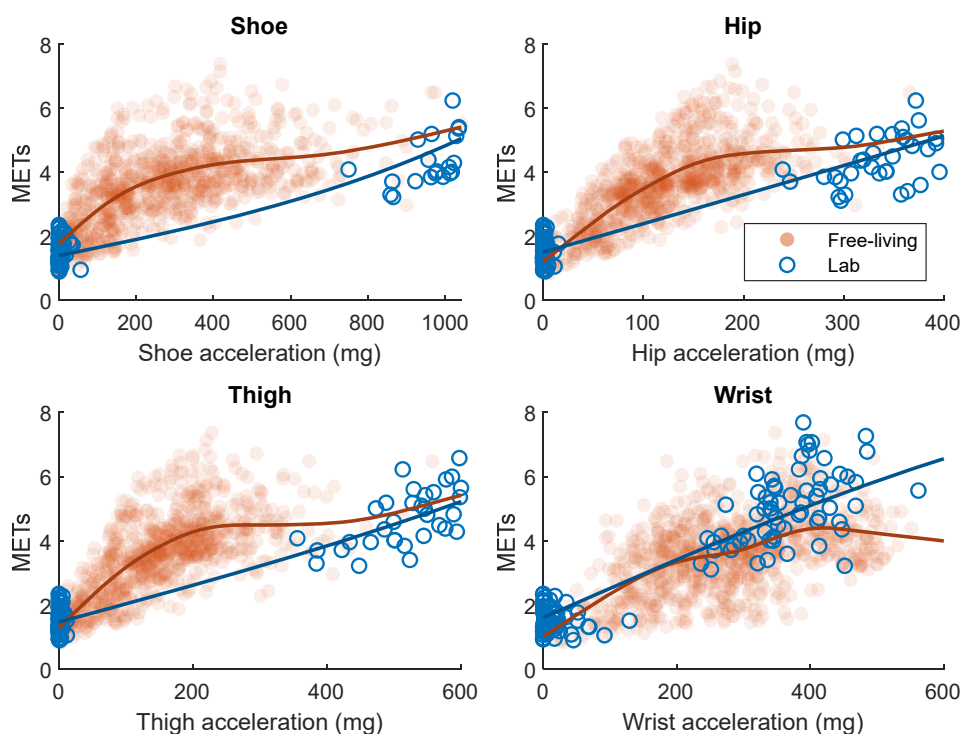 Shoe
8
6
4
2
0
METs
0 200 400 600 800 1000
Shoe acceleration (mg)
Hip
8
6
4
2
0
METs
Free-living
Lab
0 100 200 300 400
Hip acceleration (mg)
Thigh
8
6
4
2
0
METs
0 200 400 600
Thigh acceleration (mg)
Wrist
8
6
4
2
0
METs
0 200 400 600
Wrist acceleration (mg)